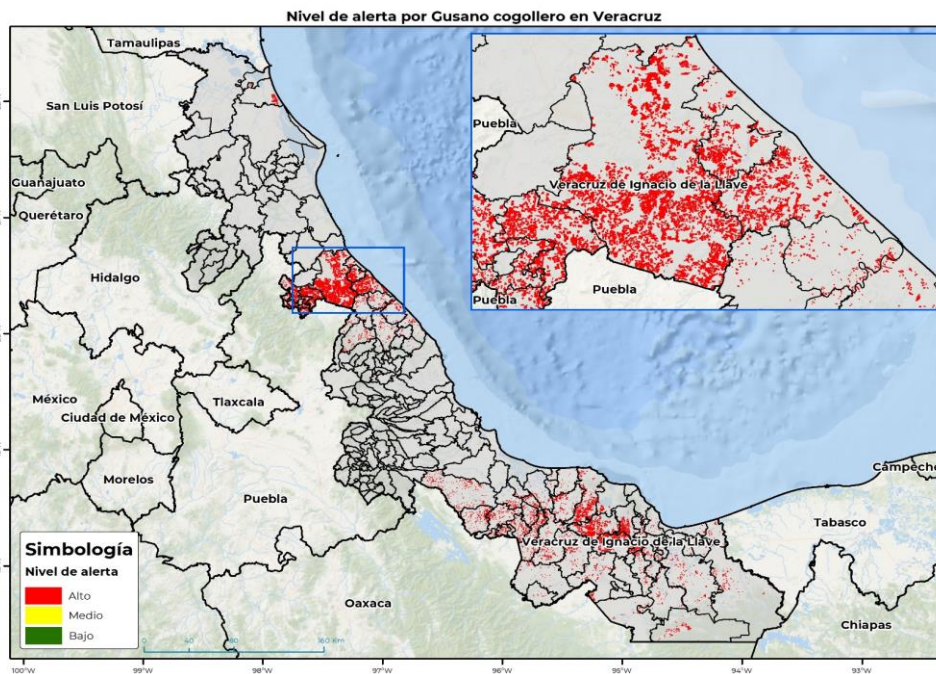 Nivel de alerta por Gusano cogollero en Veracruz
Tamaulipas
San Luis Potosí
Guanajuato
Querétaro
Hidalgo
México
Ciudad de México
Tlaxcala
Morelos
Puebla
Oaxaca
Veracruz de Ignacio de la Llave
Campeche
Tabasco
Chiapas
Puebla
Veracruz de Ignacio de la Llave
Puebla
Puebla
Simbología
Nivel de alerta
Alto
Medio
Bajo
0 40 80 160 Km
100°W 99°W 98°W 97°W 96°W 95°W 94°W 93°W